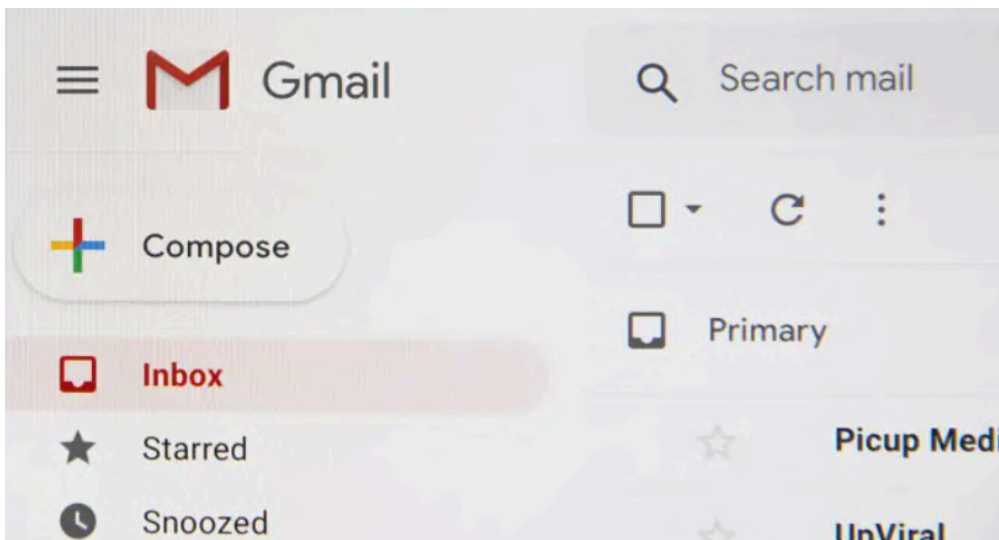 Gmail
Search mail
Compose
Primary
Inbox
Starred
Picup Medi
Snoozed
UpViral